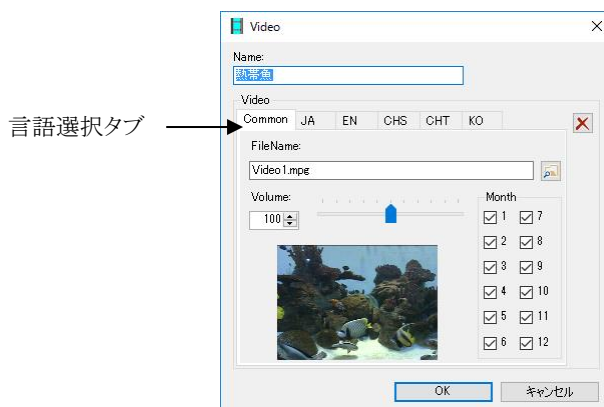 Video
Name:
熱帯魚
Video
言語選択タブ
Common JA EN CHS CHT KO
FileName:
Video1.mpg
Volume:
100
Month
1 7
2 8
3 9
4 10
5 11
6 12
OK キャンセル